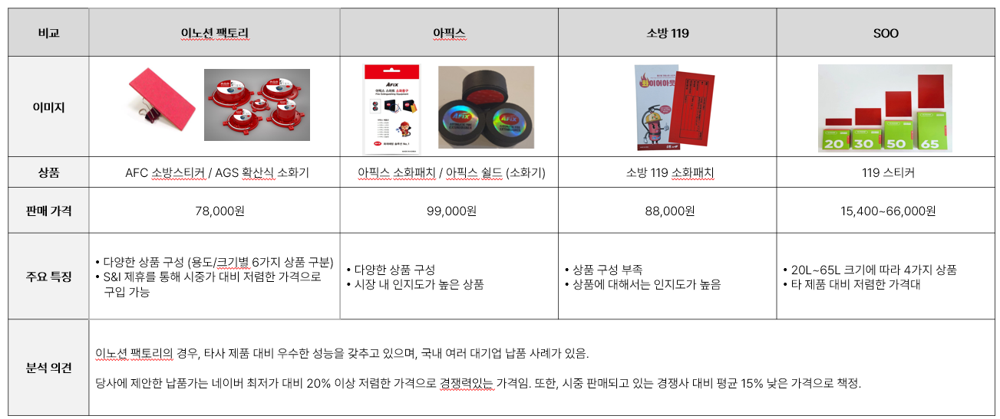 비교
이노션 팩토리
아픽스
소방 119
SOO
이미지
AFIX
아픽스 스마트 소화용구
Fire Extinguishing Equipment
화재예방 솔루션 No.1
AFIX
AFIX
이어아웃
20
30
50
65
상품
AFC 소방스티커 / AGS 확산식 소화기
아픽스 소화패치 / 아픽스 쉴드 (소화기)
소방 119 소화패치
119 스티커
판매 가격
78,000원
99,000원
88,000원
15,400~66,000원
주요 특징
• 다양한 상품 구성 (용도/크기별 6가지 상품 구분)
• S&I 제휴를 통해 시중가 대비 저렴한 가격으로
구입 가능
• 다양한 상품 구성
• 시장 내 인지도가 높은 상품
• 상품 구성 부족
• 상품에 대해서는 인지도가 높음
• 20L~65L 크기에 따라 4가지 상품
• 타 제품 대비 저렴한 가격대
분석 의견
이노션 팩토리의 경우, 타사 제품 대비 우수한 성능을 갖추고 있으며, 국내 여러 대기업 납품 사례가 있음.
당사에 제안한 납품가는 네이버 최저가 대비 20% 이상 저렴한 가격으로 경쟁력있는 가격임. 또한, 시중 판매되고 있는 경쟁사 대비 평균 15% 낮은 가격으로 책정.